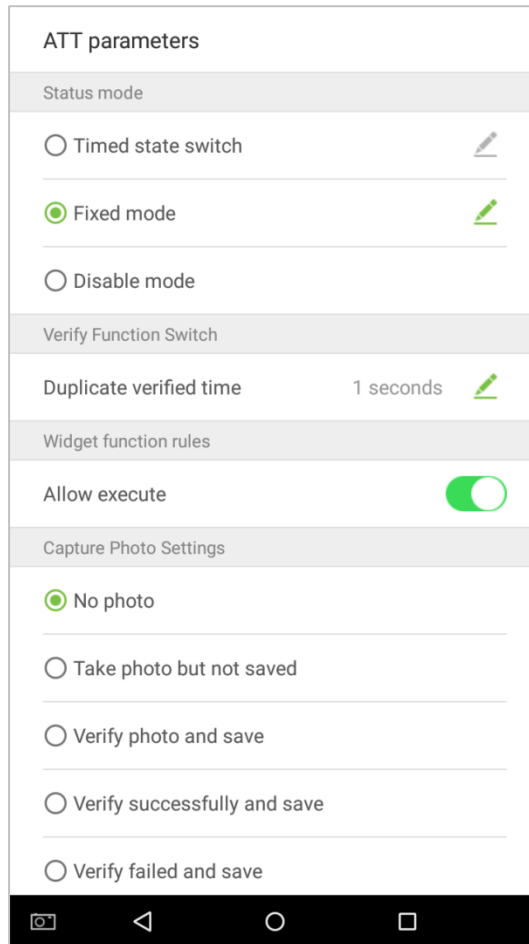 ATT parameters
Status mode
Timed state switch
Fixed mode
Disable mode
Verify Function Switch
Duplicate verified time 1 seconds
Widget function rules
Allow execute
Capture Photo Settings
No photo
Take photo but not saved
Verify photo and save
Verify successfully and save
Verify failed and save